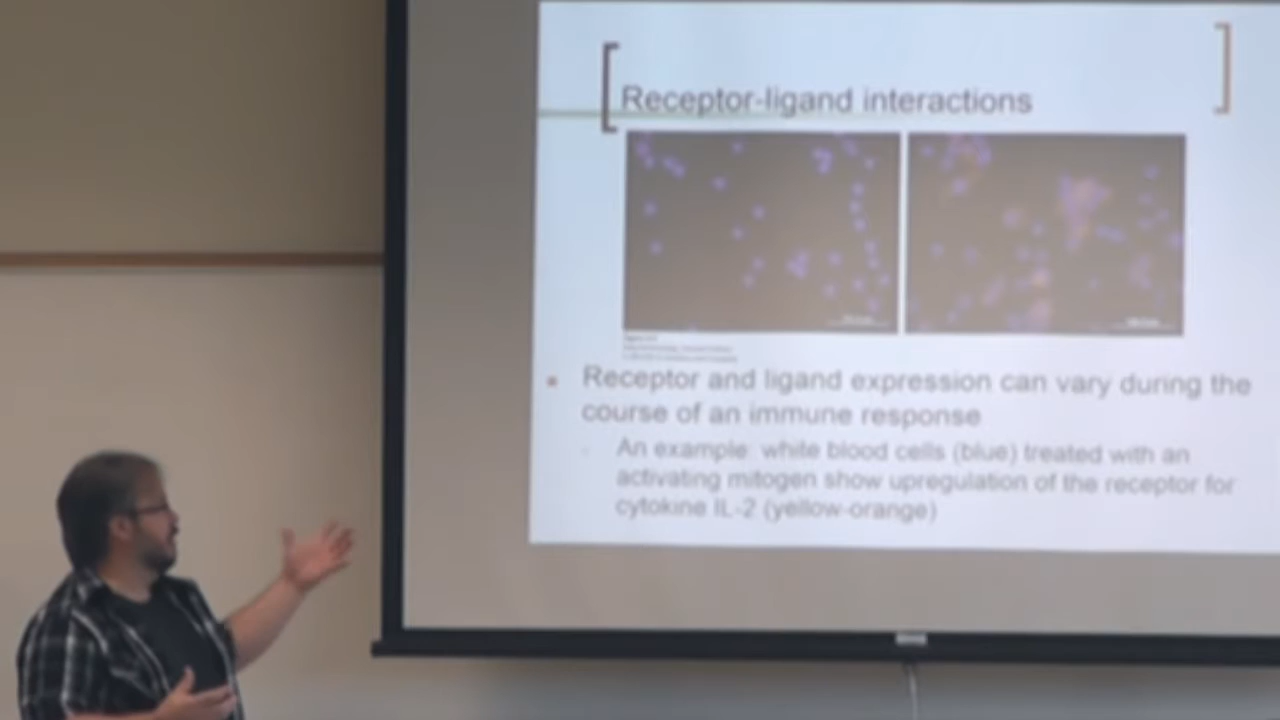 Receptor-ligand interactions
Receptor and ligand expression can vary during the
course of an immune response
An example: white blood cells (blue) treated with an
activating mitogen show upregulation of the receptor for
cytokine IL-2 (yellow-orange)